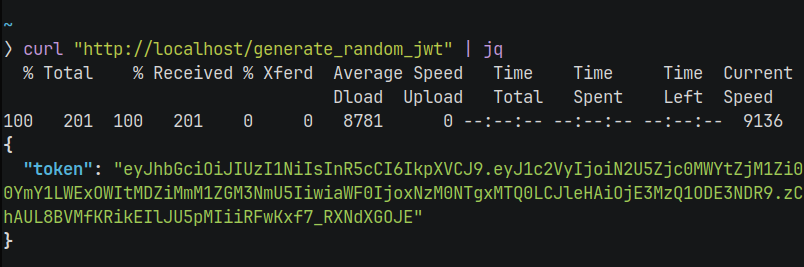 ~
❯ curl "http://localhost/generate_random_jwt" | jq
  % Total    % Received % Xferd  Average Speed   Time    Time     Time  Current
                                 Dload  Upload   Total   Spent    Left  Speed
100   201  100   201    0     0   8781      0 --:--:-- --:--:-- --:--:--  9136
{
  "token": "eyJhbGciOiJIUzI1NiIsInR5cCI6IkpXVCJ9.eyJ1c2VyIjoiN2U5Zjc0MWYtZjM1Zi0
0YmY1LWExOWItMDZiMmM1ZGM3NmU5IiwiaWF0IjoxNzM0NTgxMTQ0LCJleHAiOjE3MzQ1ODE3NDR9.zC
hAUL8BVMfKRikEIlJU5pMIiiRFwKxf7_RXNdXGOJE"
}